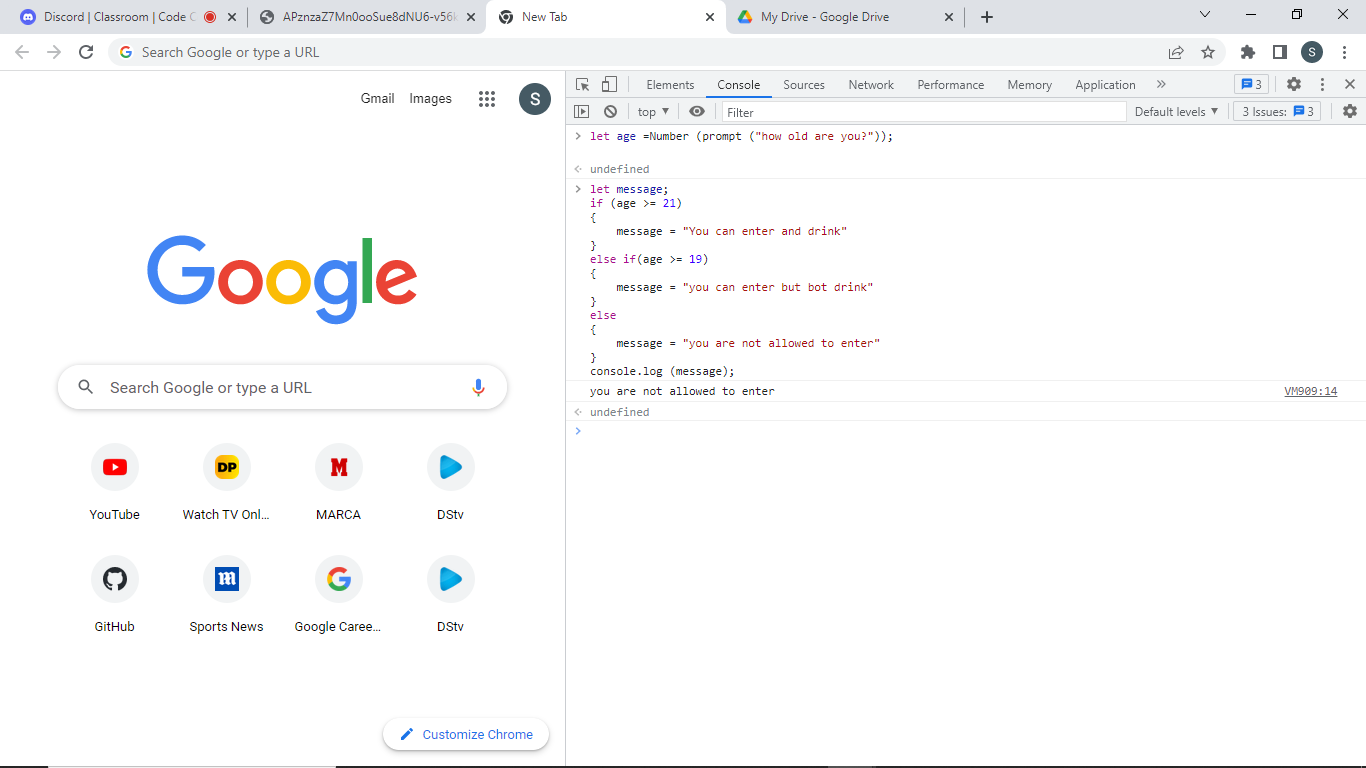 Discord | Classroom | Code C
APznzaZ7Mn0ooSue8dNU6-v56k
New Tab
My Drive - Google Drive
Search Google or type a URL
S
Gmail
Images
S
Google
Search Google or type a URL
YouTube
DP
Watch TV Onl...
M
MARCA
DStv
GitHub
m
Sports News
G
Google Caree...
DStv
Customize Chrome
Elements
Console
Sources
Network
Performance
Memory
Application
»
3
top ▼
Filter
Default levels ▼
3 Issues:
3
> let age =Number (prompt ("how old are you?"));
undefined
> let message;
if (age >= 21)
{
message = "You can enter and drink"
}
else if(age >= 19)
{
message = "you can enter but bot drink"
}
else
{
message = "you are not allowed to enter"
}
console.log (message);
you are not allowed to enter
VM909:14
undefined
>